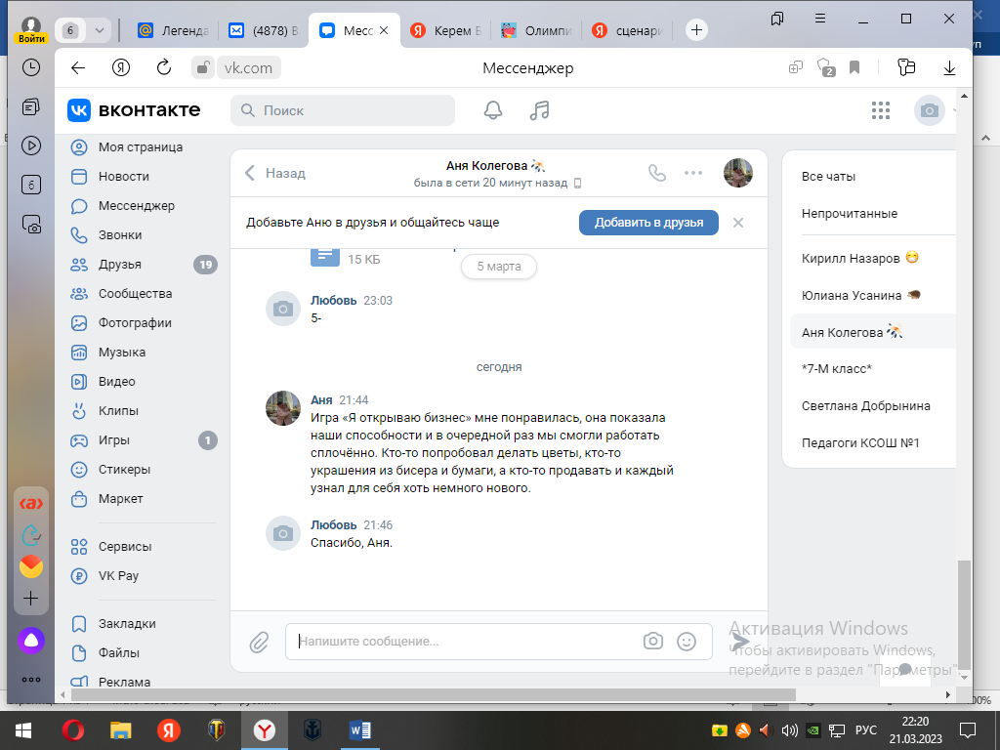 6
Легенда
(4878) В
Месс
Керем Б
Олимпи
сценари
Войти
vk.com
Мессенджер
2
вконтакте
Поиск
6
Моя страница
Новости
Мессенджер
Звонки
Друзья 19
Сообщества
Фотографии
Музыка
Видео
Клипы
Игры 1
Стикеры
Маркет
Сервисы
VK Pay
Закладки
Файлы
Реклама
Назад
Аня Колегова
была в сети 20 минут назад
Добавьте Аню в друзья и общайтесь чаще
Добавить в друзья
15 КБ
5 марта
Любовь 23:03
5-
сегодня
Аня 21:44
Игра «Я открываю бизнес» мне понравилась, она показала
наши способности и в очередной раз мы смогли работать
сплочённо. Кто-то попробовал делать цветы, кто-то
украшения из бисера и бумаги, а кто-то продавать и каждый
узнал для себя хоть немного нового.
Любовь 21:46
Спасибо, Аня.
Напишите сообщение...
Все чаты
Непрочитанные
Кирилл Назаров
Юлиана Усанина
Аня Колегова
*7-М класс*
Светлана Добрынина
Педагоги КСОШ №1
Активация Windows
Чтобы активировать Windows,
перейдите в раздел "Параметры".
РУС
22:20
21.03.2023